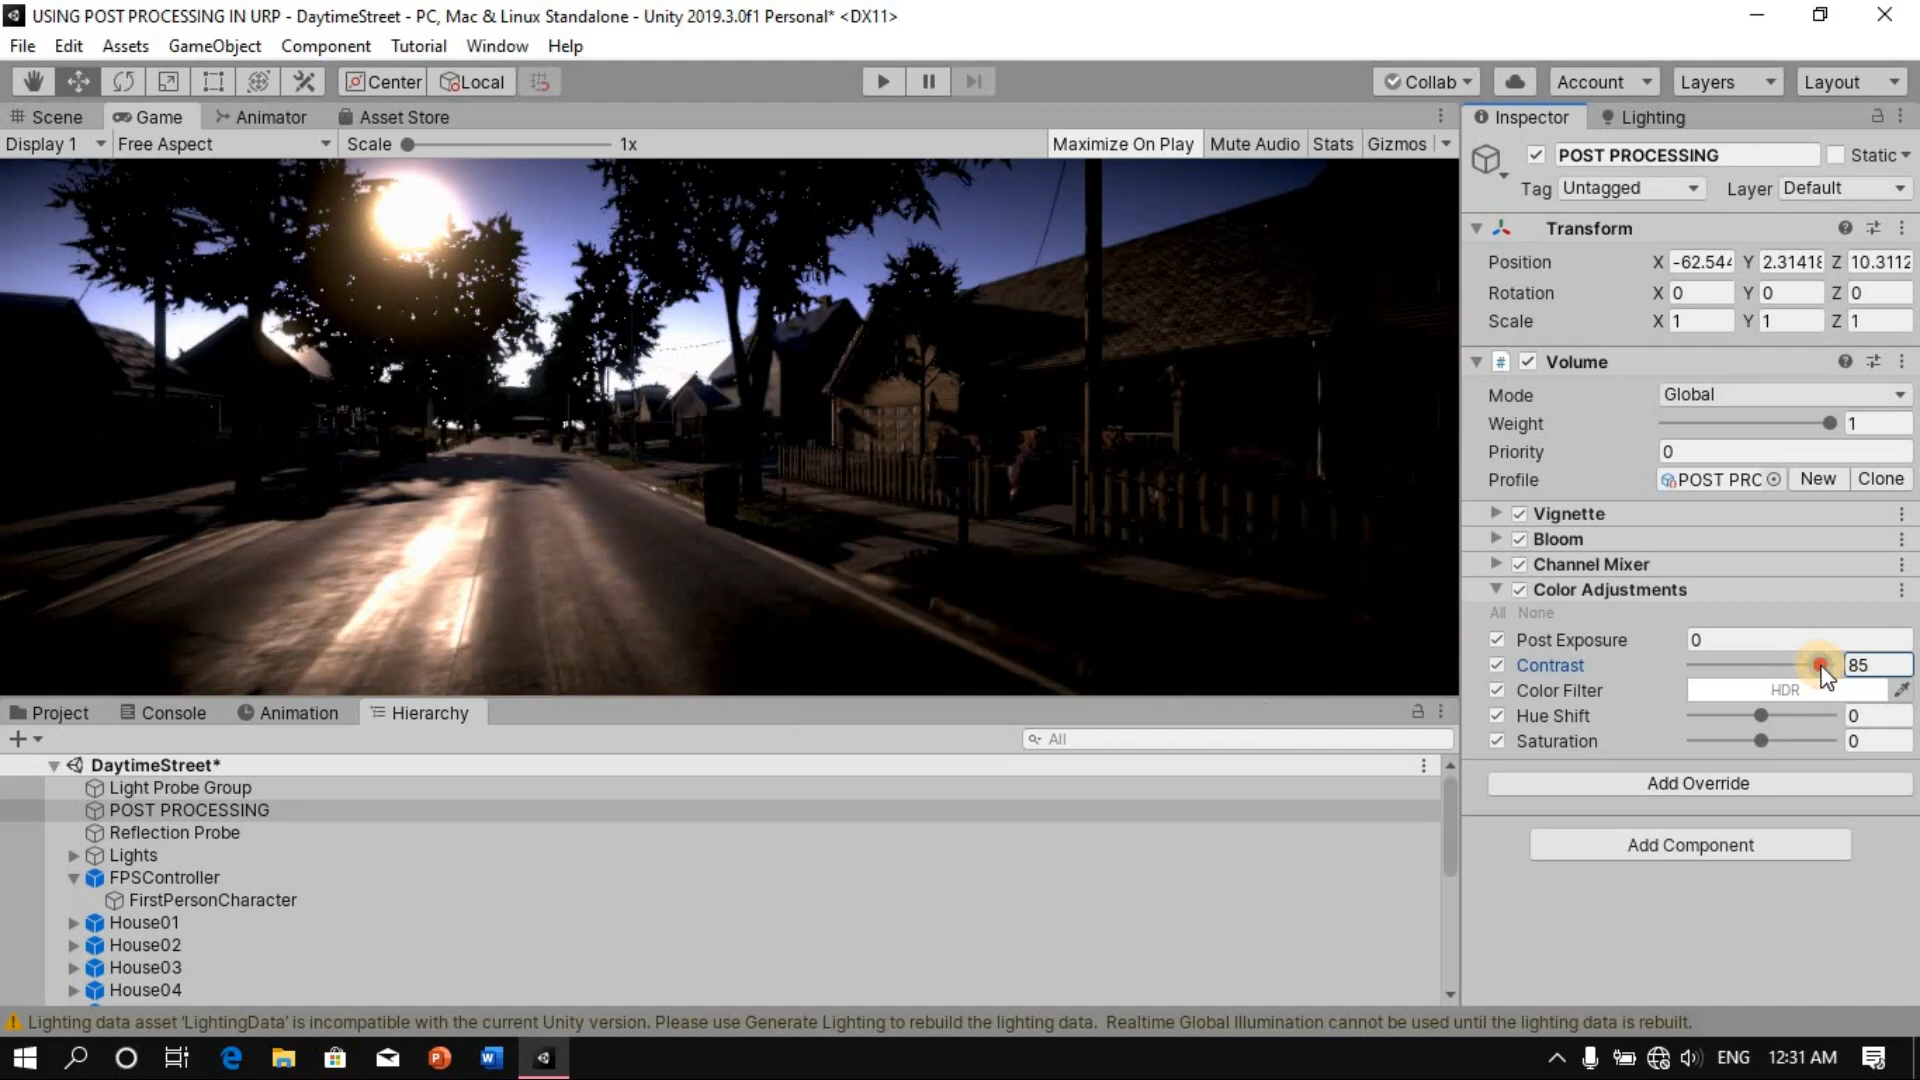 USING POST PROCESSING IN URP - DaytimeStreet - PC, Mac & Linux Standalone - Unity 2019.3.0f1 Personal* <DX11>
File Edit Assets GameObject Component Tutorial Window Help
Center Local Collab Account Layers Layout
Scene Game Animator Asset Store
Display 1 Free Aspect Scale 1x Maximize On Play Mute Audio Stats Gizmos
Inspector Lighting
POST PROCESSING Static
Tag Untagged Layer Default
Transform
Position X -62.544 Y 2.31418 Z 10.3112
Rotation X 0 Y 0 Z 0
Scale X 1 Y 1 Z 1
# Volume
Mode Global
Weight 1
Priority 0
Profile POST PRC New Clone
Vignette
Bloom
Channel Mixer
Color Adjustments
All None
Post Exposure 0
Contrast 85
Color Filter HDR
Hue Shift 0
Saturation 0
Add Override
Add Component
Project Console Animation Hierarchy
All
DaytimeStreet*
Light Probe Group
POST PROCESSING
Reflection Probe
Lights
FPSController
FirstPersonCharacter
House01
House02
House03
House04
Lighting data asset 'LightingData' is incompatible with the current Unity version. Please use Generate Lighting to rebuild the lighting data. Realtime Global Illumination cannot be used until the lighting data is rebuilt.
ENG 12:31 AM